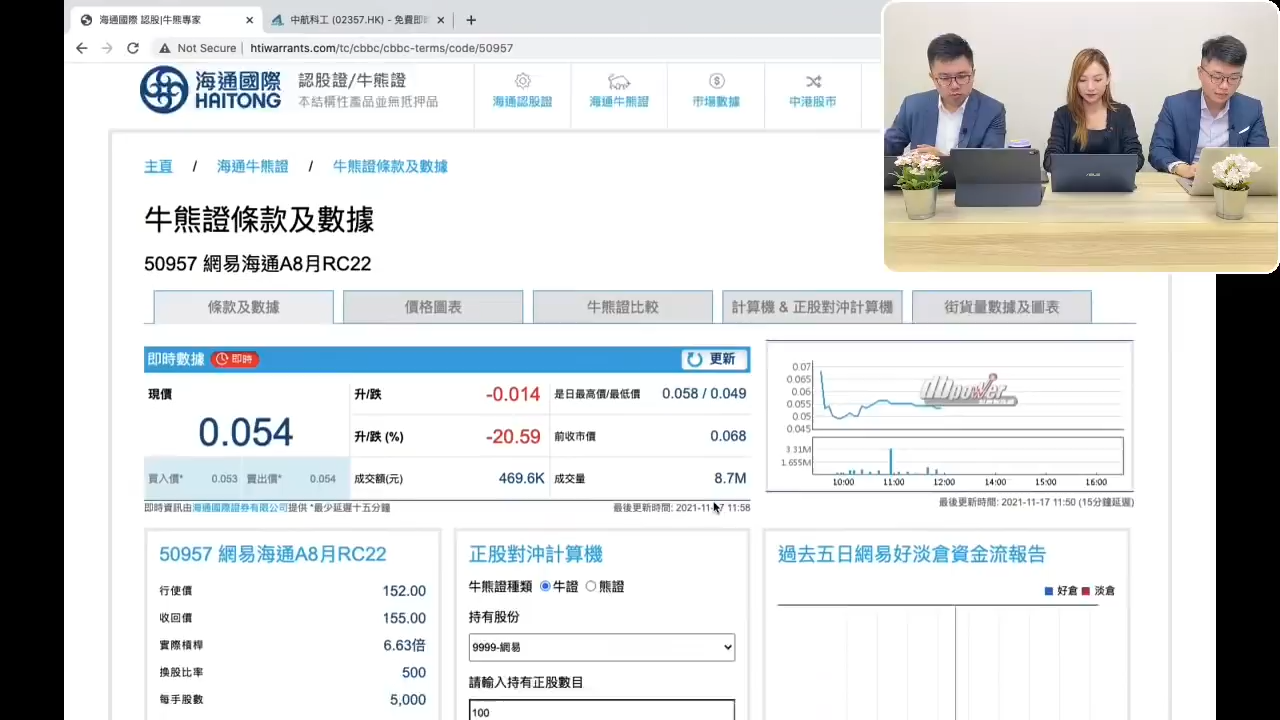 海通國際 認股|牛熊專家
中航科工 (02357.HK) - 免費即
Not Secure | htiwarrants.com/tc/cbbc/cbbc-terms/code/50957
海通國際
HAITONG
認股證/牛熊證
本結構性產品並無抵押品
海通認股證
海通牛熊證
市場數據
中港股市
主頁 / 海通牛熊證 / 牛熊證條款及數據
牛熊證條款及數據
50957 網易海通A8月RC22
條款及數據
價格圖表
牛熊證比較
計算機 & 正股對沖計算機
街貨量數據及圖表
即時數據 即時
更新
現價
0.054
買入價* 0.053 賣出價* 0.054
升/跌 -0.014
升/跌 (%) -20.59
成交額(元) 469.6K
是日最高價/最低價 0.058 / 0.049
前收市價 0.068
成交量 8.7M
即時資訊由海通國際證券有限公司提供 *最少延遲十五分鐘
最後更新時間: 2021-11-17 11:58
0.07
0.065
0.06
0.055
0.05
0.045
3.31M
1.655M
10:00 11:00 12:00 14:00 15:00 16:00
dbpower
最後更新時間: 2021-11-17 11:50 (15分鐘延遲)
50957 網易海通A8月RC22
行使價 152.00
收回價 155.00
實際槓桿 6.63倍
換股比率 500
每手股數 5,000
正股對沖計算機
牛熊證種類 牛證 熊證
持有股份
9999-網易
請輸入持有正股數目
100
過去五日網易好淡倉資金流報告
好倉 淡倉
ASUS